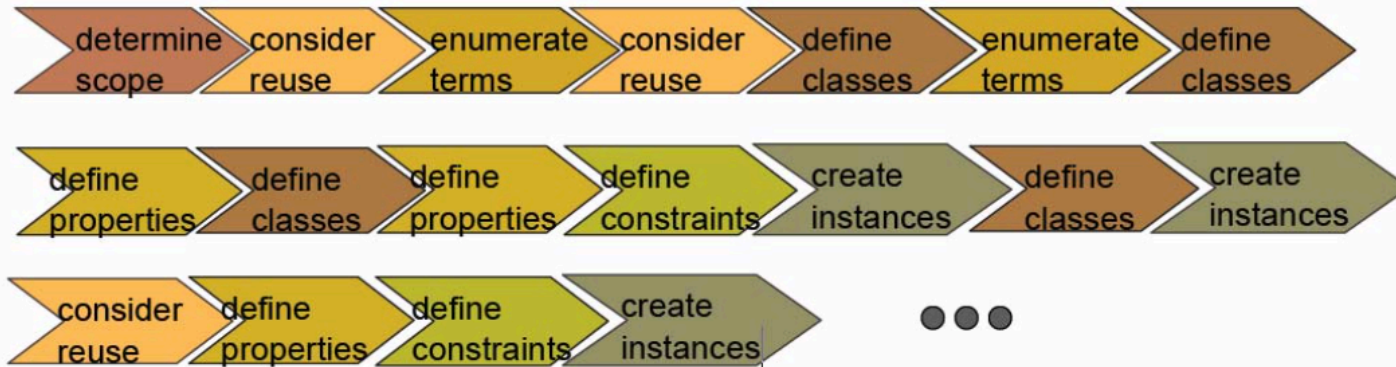 determine consider enumerate consider define enumerate define
scope reuse terms reuse classes terms classes
define define define define create define create
properties classes properties constraints instances classes instances
consider define define create
reuse properties constraints instances